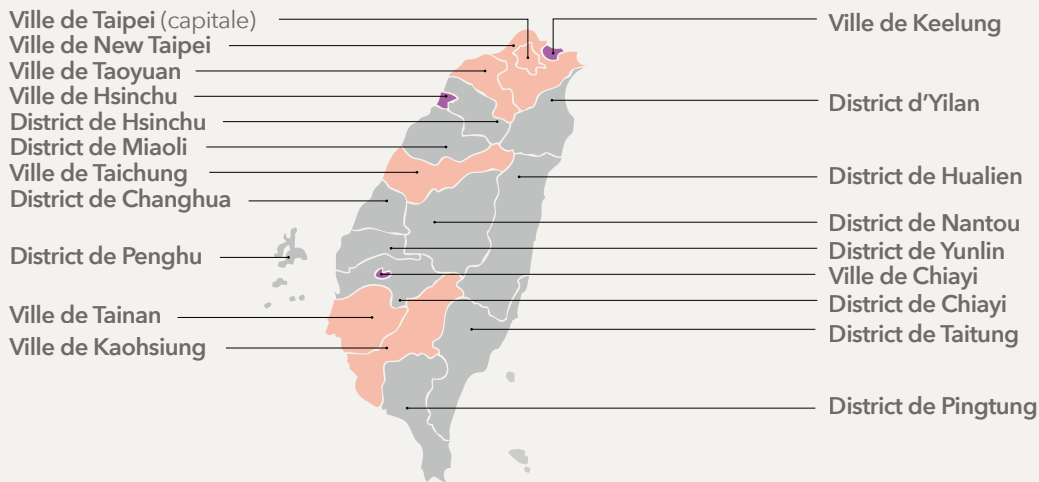 Ville de Taipei (capitale)
Ville de New Taipei
Ville de Taoyuan
Ville de Hsinchu
District de Hsinchu
District de Miaoli
Ville de Taichung
District de Changhua
District de Penghu
Ville de Tainan
Ville de Kaohsiung
Ville de Keelung
District d'Yilan
District de Hualien
District de Nantou
District de Yunlin
Ville de Chiayi
District de Chiayi
District de Taitung
District de Pingtung